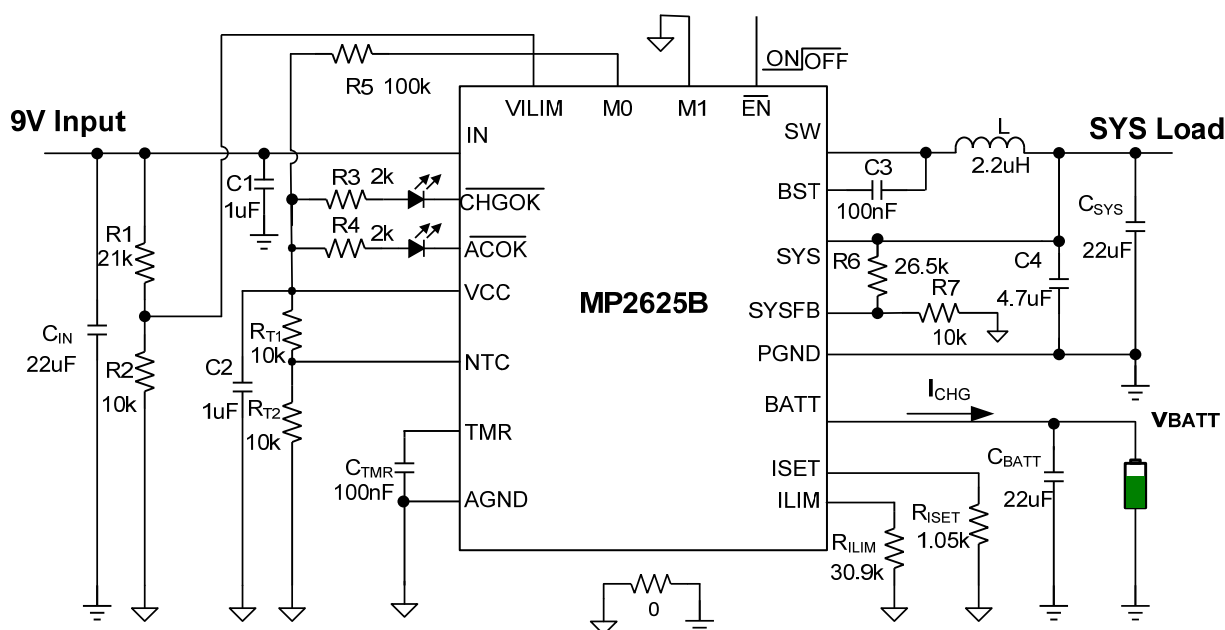 ON OFF
R5 100k
VILIM M0 M1 EN
9V Input
IN
SW
L
2.2uH
SYS Load
C1
1uF
R3 2k
CHGOK
R4 2k
ACOK
BST
C3
100nF
CSYS
22uF
R1
21k
SYS
R6
26.5k
C4
4.7uF
VCC
MP2625B
SYSFB
R7
10k
CIN
22uF
R2
10k
C2
1uF
RT1
10k
NTC
RT2
10k
PGND
BATT
ICHG
VBATT
TMR
CTMR
100nF
AGND
ISET
ILIM
CBATT
22uF
RISET
1.05k
RILIM
30.9k
0